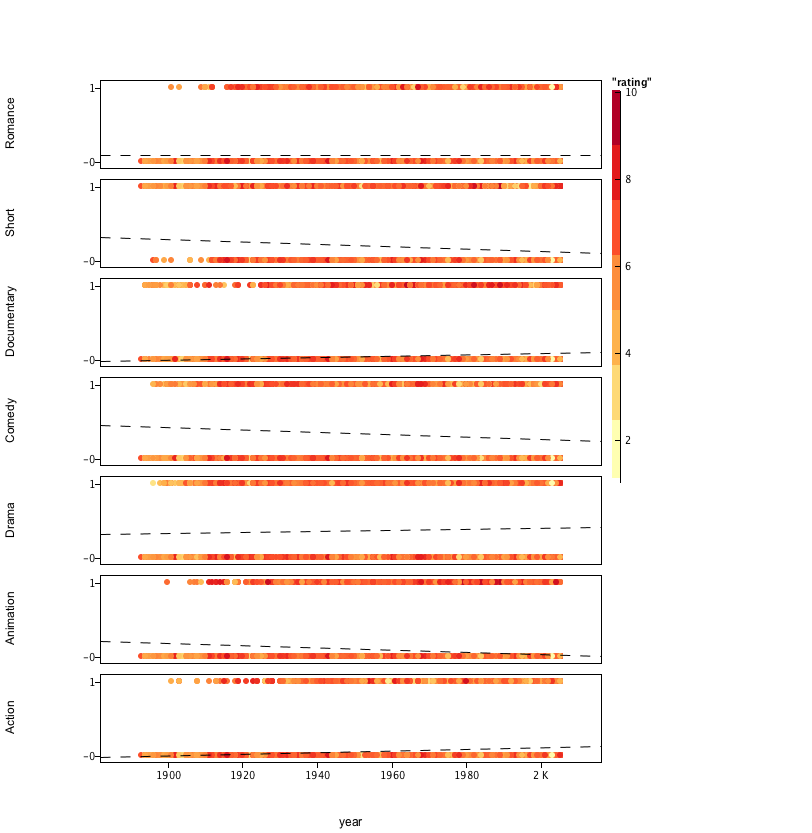 "rating"
10
8
6
4
2
Romance
1
-0
Short
1
-0
Documentary
1
-0
Comedy
1
-0
Drama
1
-0
Animation
1
-0
Action
1
-0
1900 1920 1940 1960 1980 2 K
year